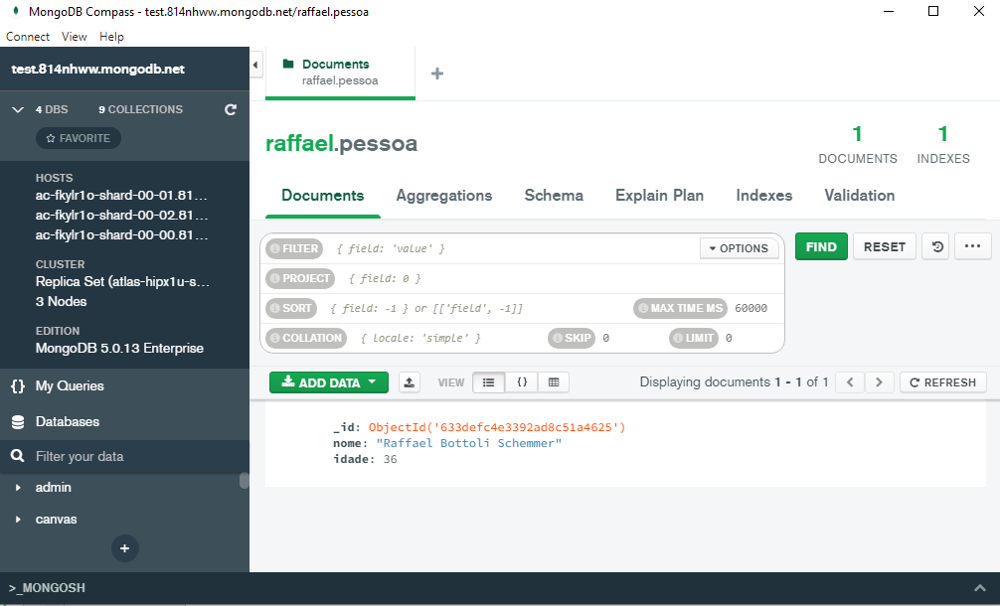 MongoDB Compass - test.814nhww.mongodb.net/raffael.pessoa
Connect View Help
test.814nhww.mongodb.net
4 DBS 9 COLLECTIONS
FAVORITE
HOSTS
ac-fkylr1o-shard-00-01.81...
ac-fkylr1o-shard-00-02.81...
ac-fkylr1o-shard-00-00.81...
CLUSTER
Replica Set (atlas-hipx1u-s...
3 Nodes
EDITION
MongoDB 5.0.13 Enterprise
{} My Queries
Databases
Filter your data
admin
canvas
+
Documents
raffael.pessoa
+
raffael.pessoa
1 DOCUMENTS
1 INDEXES
Documents Aggregations Schema Explain Plan Indexes Validation
FILTER { field: 'value' } OPTIONS FIND RESET ...
PROJECT { field: 0 }
SORT { field: -1 } or [['field', -1]] MAX TIME MS 60000
COLLATION { locale: 'simple' } SKIP 0 LIMIT 0
ADD DATA VIEW {} Displaying documents 1 - 1 of 1 < > REFRESH
_id: ObjectId('633defc4e3392ad8c51a4625')
nome: "Raffael Bottoli Schemmer"
idade: 36
>_MONGOSH